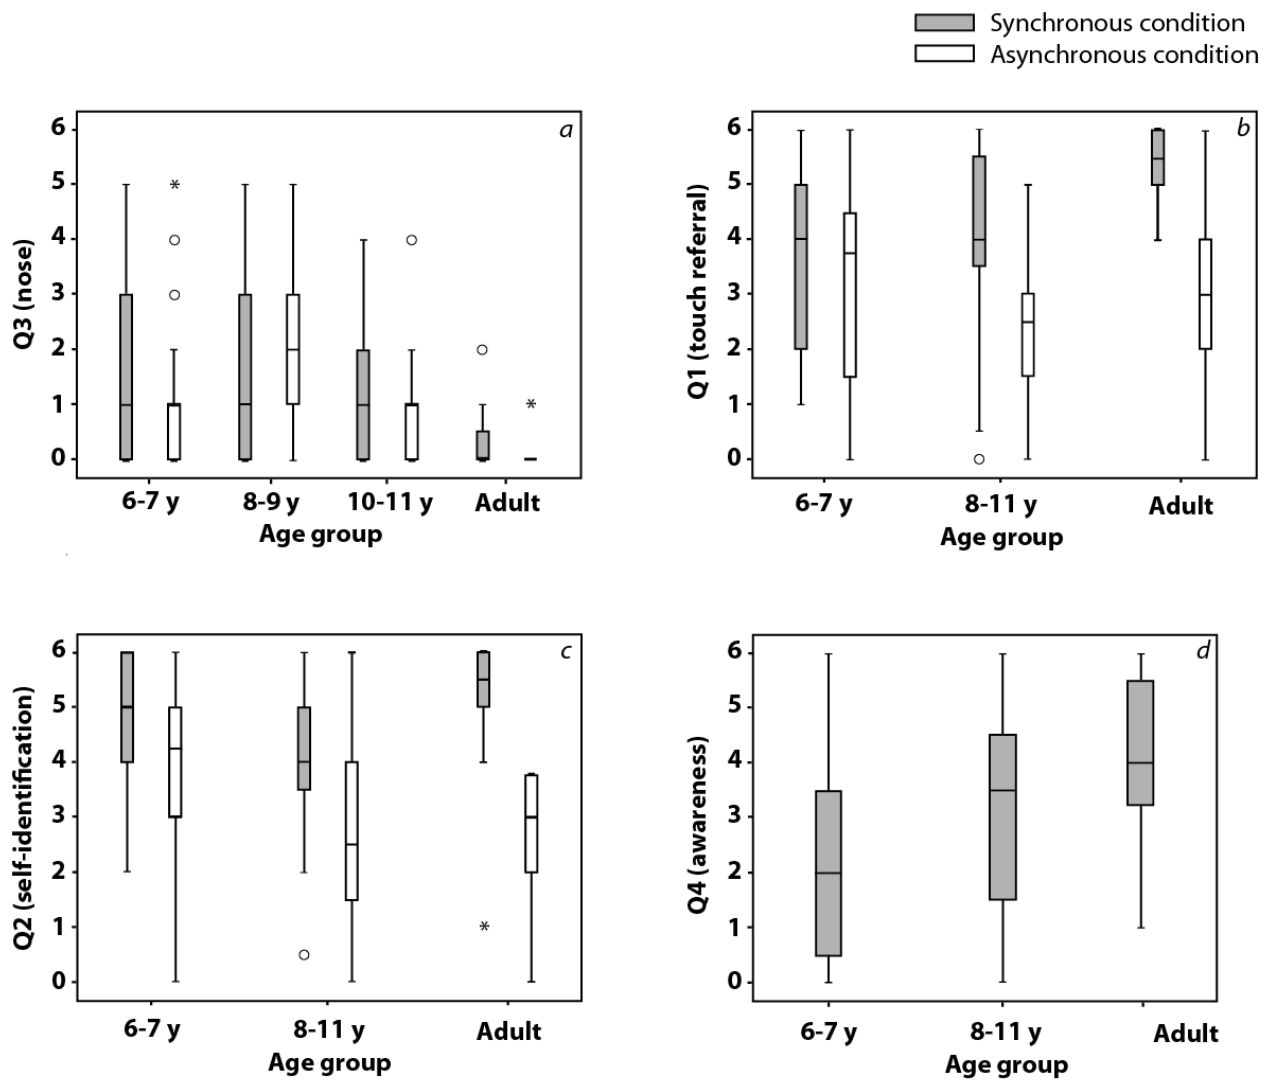 Synchronous condition
Asynchronous condition
a
6
5
4
3
2
1
0
Q3 (nose)
*
*
6-7 y 8-9 y 10-11 y Adult
Age group
b
6
5
4
3
2
1
0
Q1 (touch referral)
6-7 y 8-11 y Adult
Age group
c
6
5
4
3
2
1
0
Q2 (self-identification)
*
6-7 y 8-11 y Adult
Age group
d
6
5
4
3
2
1
0
Q4 (awareness)
6-7 y 8-11 y Adult
Age group